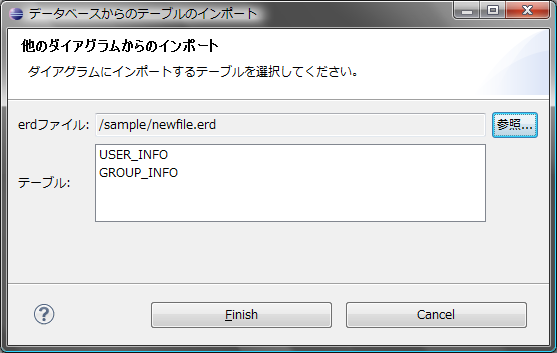 データベースからのテーブルのインポート
他のダイアグラムからのインポート
ダイアグラムにインポートするテーブルを選択してください。
erdファイル: /sample/newfile.erd 参照...
テーブル:
USER_INFO
GROUP_INFO
? Finish Cancel